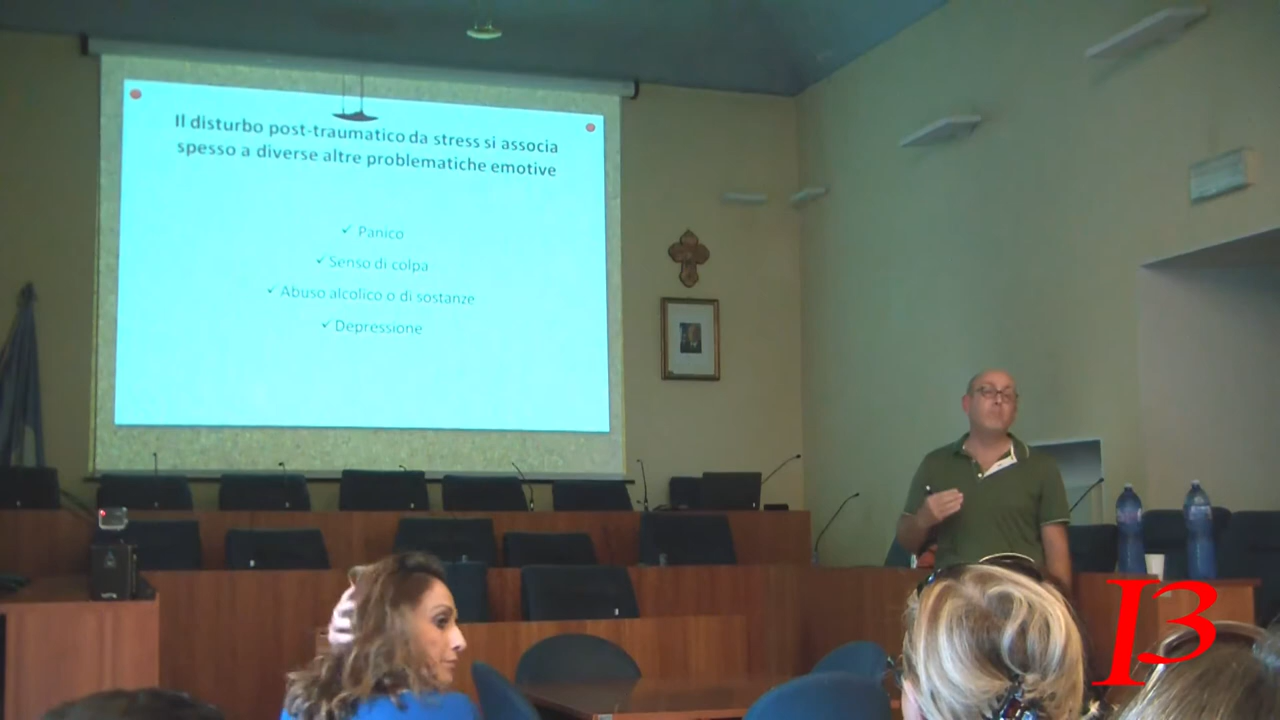 Il disturbo post-traumatico da stress si associa
spesso a diverse altre problematiche emotive
✓ Panico
✓ Senso di colpa
✓ Abuso alcolico o di sostanze
✓ Depressione
B